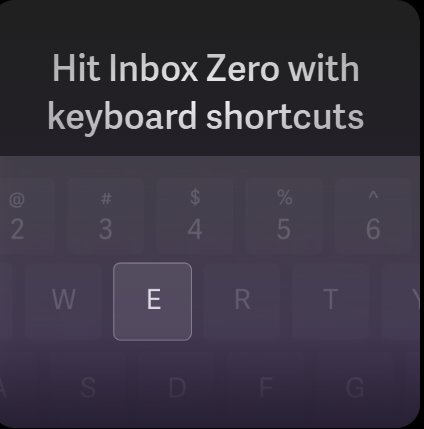 Hit Inbox Zero with
keyboard shortcuts
@ # $ % ^
2 3 4 5 6
W E R T Y
A S D F G